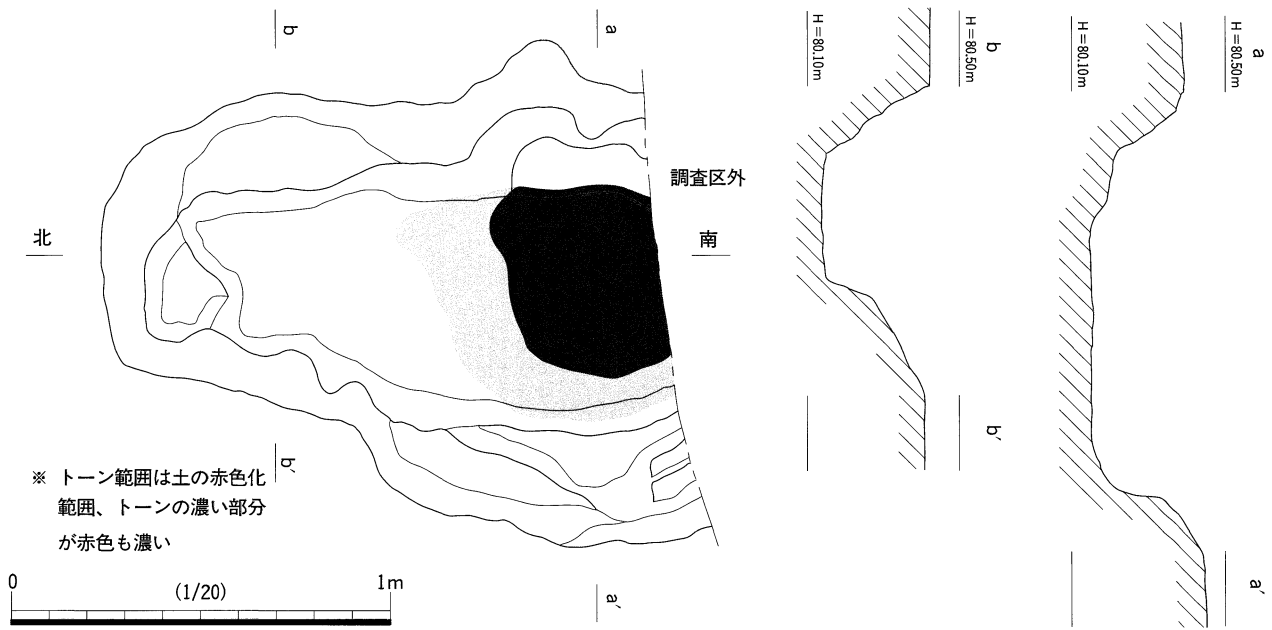 b
a
調査区外
北
南
※ トーン範囲は土の赤色化
範囲、トーンの濃い部分
が赤色も濃い
b′
a′
0
(1/20)
1m
H=80.10m
H=80.50m
b
b′
H=80.10m
H=80.50m
a
a′